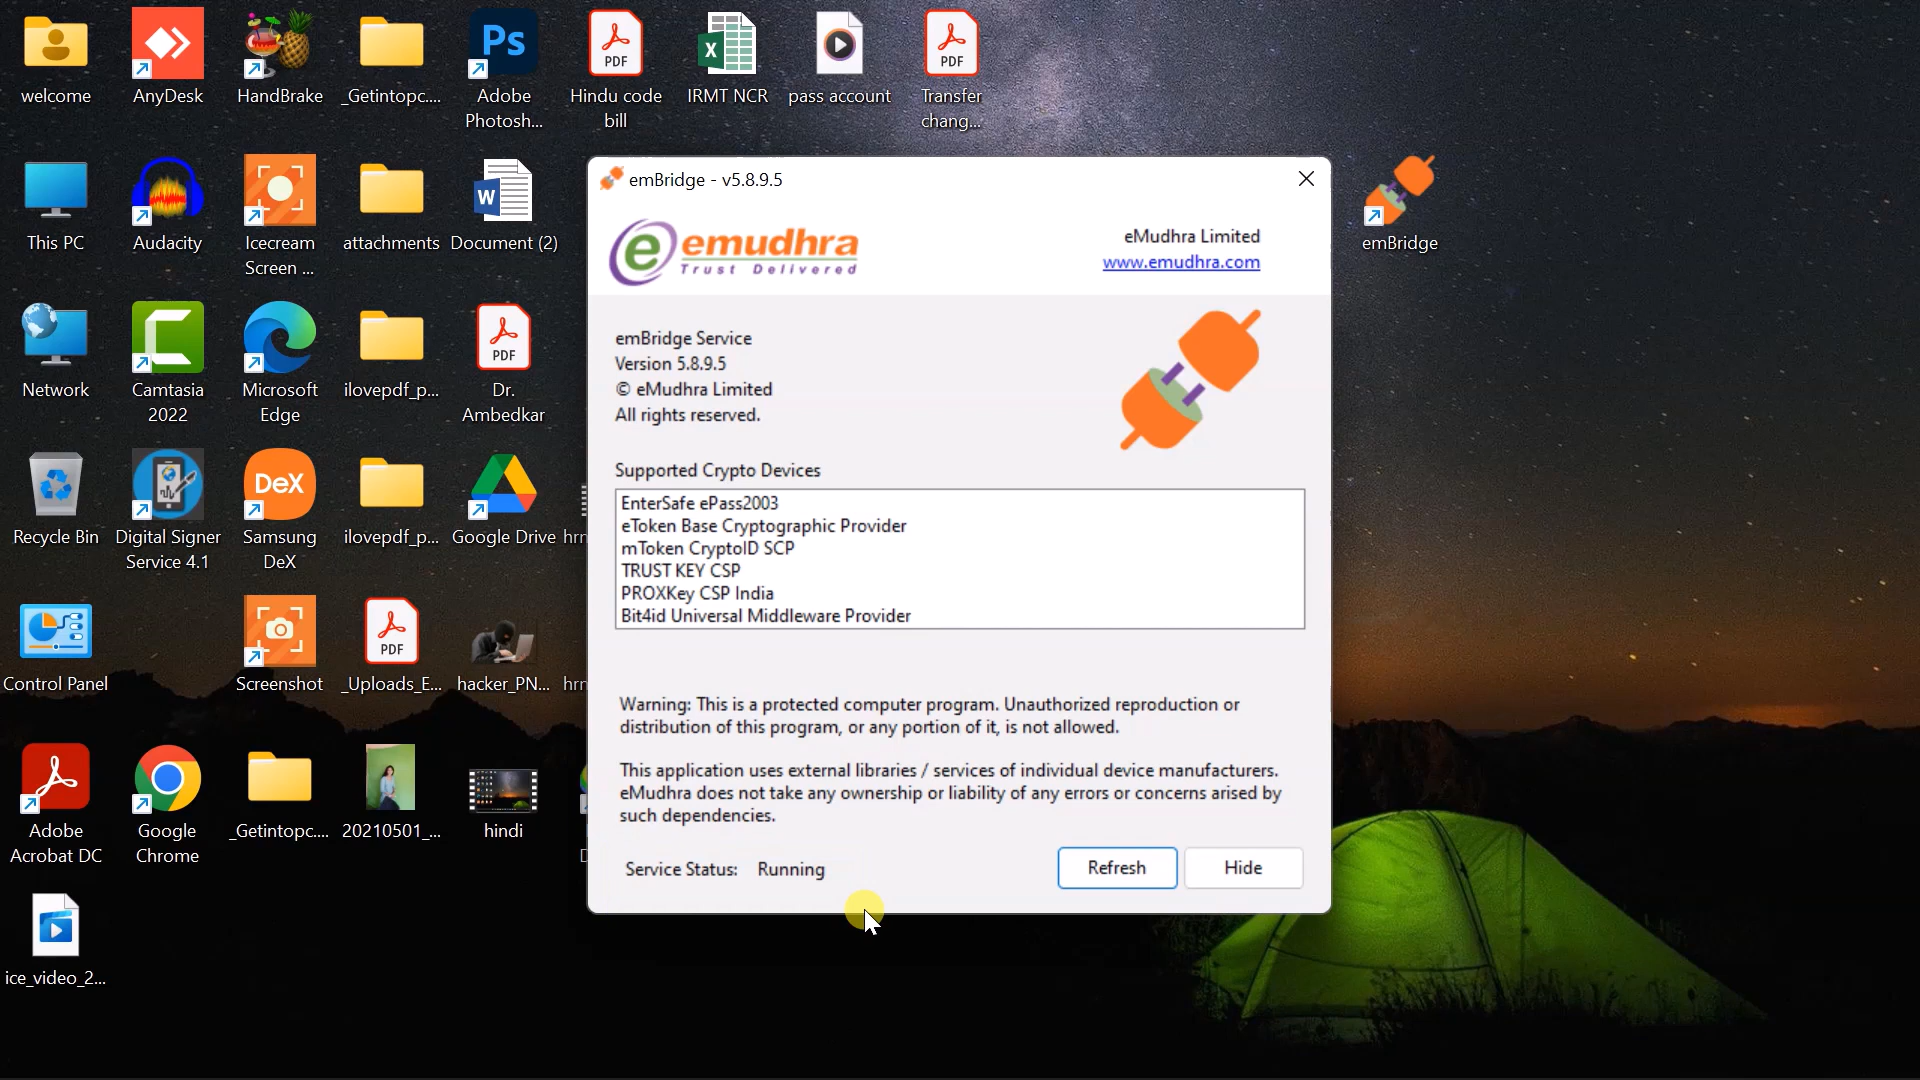 welcome
AnyDesk
HandBrake
_Getintopc....
Ps
Adobe
Photosh...
PDF
Hindu code
bill
X
IRMT NCR
pass account
PDF
Transfer
chang...
This PC
Audacity
Icecream
Screen ...
attachments
W
Document (2)
emBridge
Network
Camtasia
2022
Microsoft
Edge
ilovepdf_p...
PDF
Dr.
Ambedkar
Recycle Bin
Digital Signer
Service 4.1
DeX
Samsung
DeX
ilovepdf_p...
Google Drive
hrn
Control Panel
Screenshot
PDF
_Uploads_E...
hacker_PN...
hrn
Adobe
Acrobat DC
Google
Chrome
_Getintopc....
20210501_...
hindi
ice_video_2...
emBridge - v5.8.9.5
e emudhra
Trust Delivered
eMudhra Limited
www.emudhra.com
emBridge Service
Version 5.8.9.5
© eMudhra Limited
All rights reserved.
Supported Crypto Devices
EnterSafe ePass2003
eToken Base Cryptographic Provider
mToken CryptoID SCP
TRUST KEY CSP
PROXKey CSP India
Bit4id Universal Middleware Provider
Warning: This is a protected computer program. Unauthorized reproduction or
distribution of this program, or any portion of it, is not allowed.
This application uses external libraries / services of individual device manufacturers.
eMudhra does not take any ownership or liability of any errors or concerns arised by
such dependencies.
Service Status: Running
Refresh
Hide